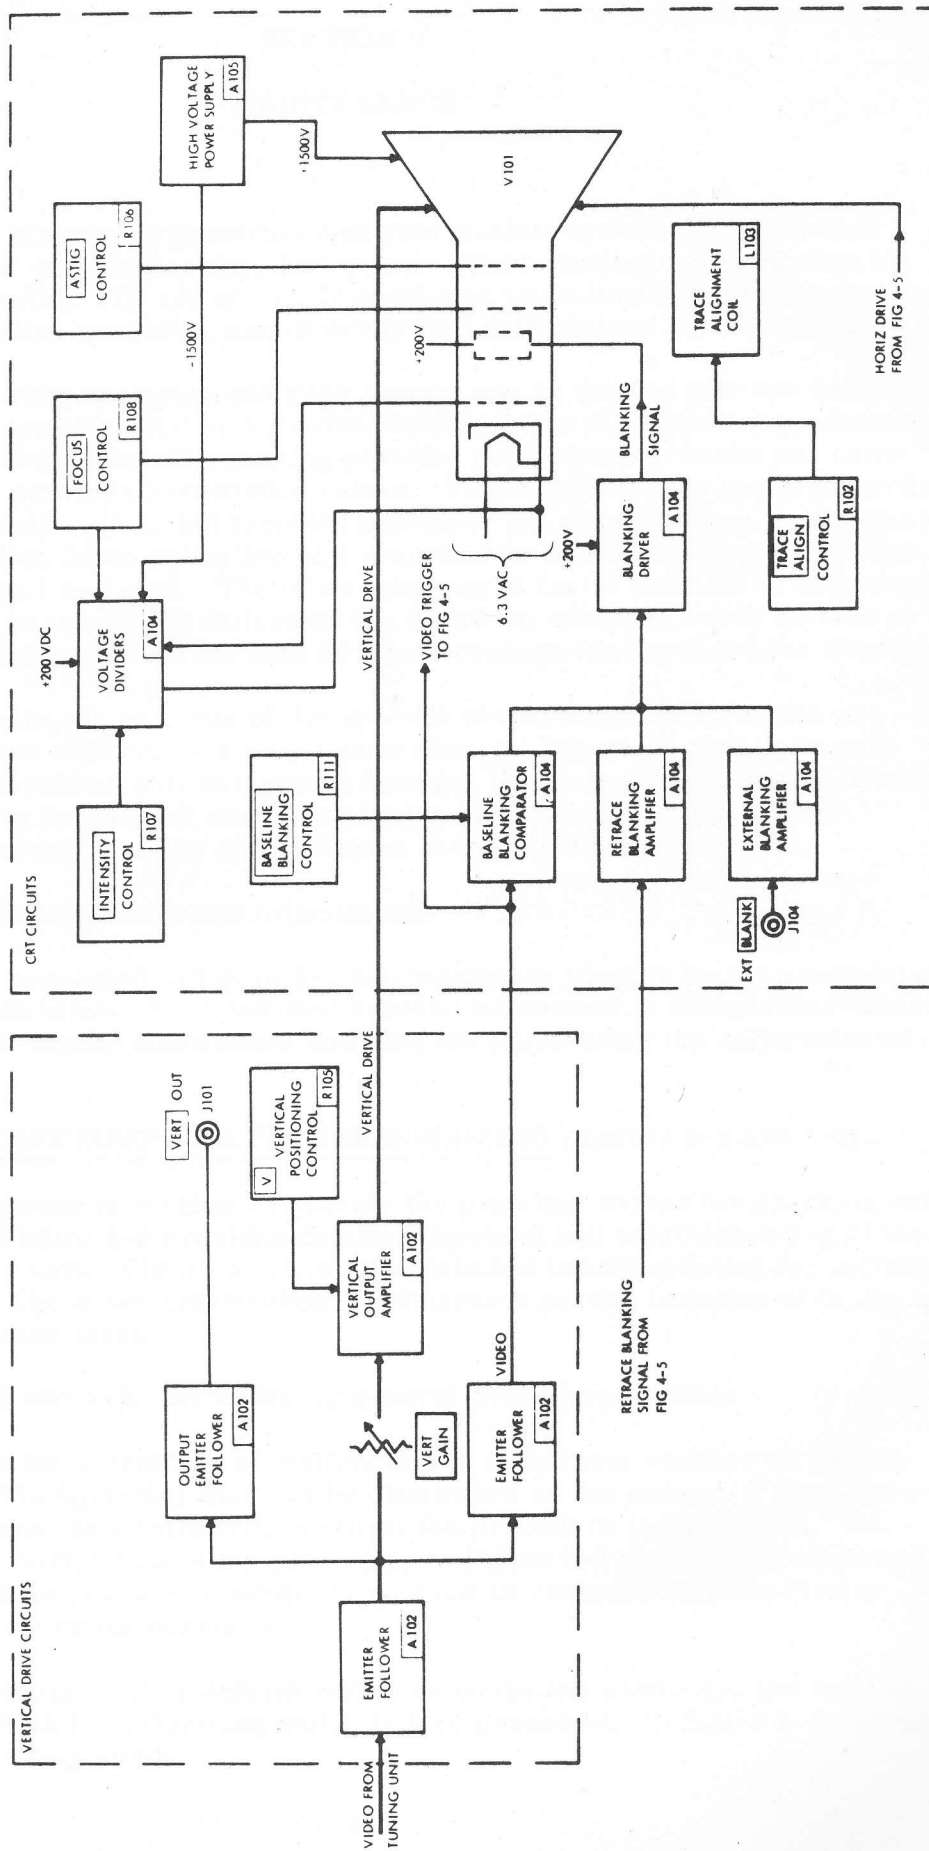 VERTICAL DRIVE CIRCUITS
VIDEO FROM
TUNING UNIT
EMITTER
FOLLOWER
A102
OUTPUT
EMITTER
FOLLOWER
A102
VERT OUT
J101
VERT
GAIN
VERTICAL
OUTPUT
AMPLIFIER
A102
V
VERTICAL
POSITIONING
CONTROL
R105
VERTICAL DRIVE
EMITTER
FOLLOWER
A102
VIDEO
RETRACE BLANKING
SIGNAL FROM
FIG 4-5
CRT CIRCUITS
INTENSITY
CONTROL
R107
+200 VDC
VOLTAGE
DIVIDERS
A104
FOCUS
CONTROL
R108
ASTIG
CONTROL
R106
-1500V
HIGH VOLTAGE
POWER SUPPLY
A105
+1500V
BASELINE
BLANKING
CONTROL
R111
VERTICAL DRIVE
VIDEO TRIGGER
TO FIG 4-5
6.3 VAC
+200V
V101
BASELINE
BLANKING
COMPARATOR
A104
RETRACE
BLANKING
AMPLIFIER
A104
EXTERNAL
BLANKING
AMPLIFIER
A104
EXT BLANK
J104
+200V
BLANKING
DRIVER
A104
BLANKING
SIGNAL
TRACE
ALIGN
CONTROL
R102
TRACE
ALIGNMENT
COIL
L103
HORIZ DRIVE
FROM FIG 4-5